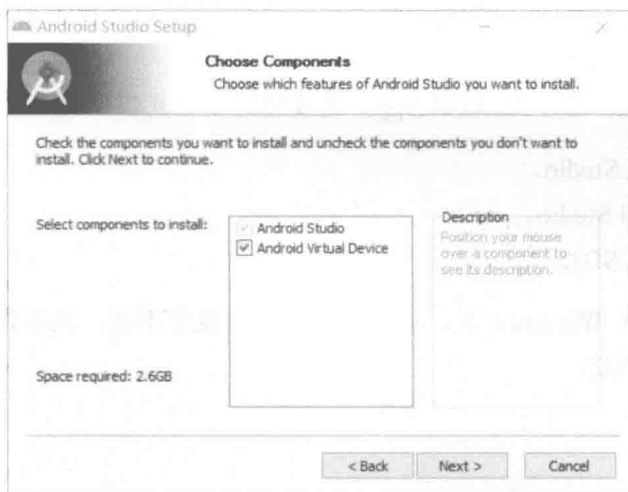 Android Studio Setup
Choose Components
Choose which features of Android Studio you want to install.
Check the components you want to install and uncheck the components you don't want to
install. Click Next to continue.
Select components to install:
Android Studio
Android Virtual Device
Description
Position your mouse
over a component to
see its description.
Space required: 2.6GB
< Back
Next >
Cancel